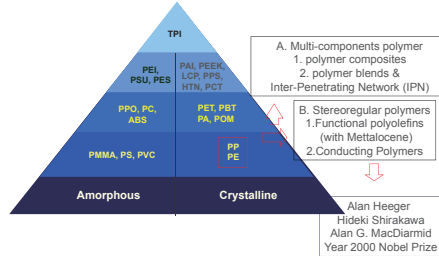 TPI
PEI,
PSU, PES
PAI, PEEK,
LCP, PPS,
HTN, PCT
PPO, PC,
ABS
PET, PBT
PA, POM
PMMA, PS, PVC
PP
PE
Amorphous
Crystalline
A. Multi-components polymer
1. polymer composites
2. polymer blends &
Inter-Penetrating Network (IPN)
B. Stereoregular polymers
1.Functional polyolefins
(with Mettalocene)
2.Conducting Polymers
Alan Heeger
Hideki Shirakawa
Alan G. MacDiarmid
Year 2000 Nobel Prize